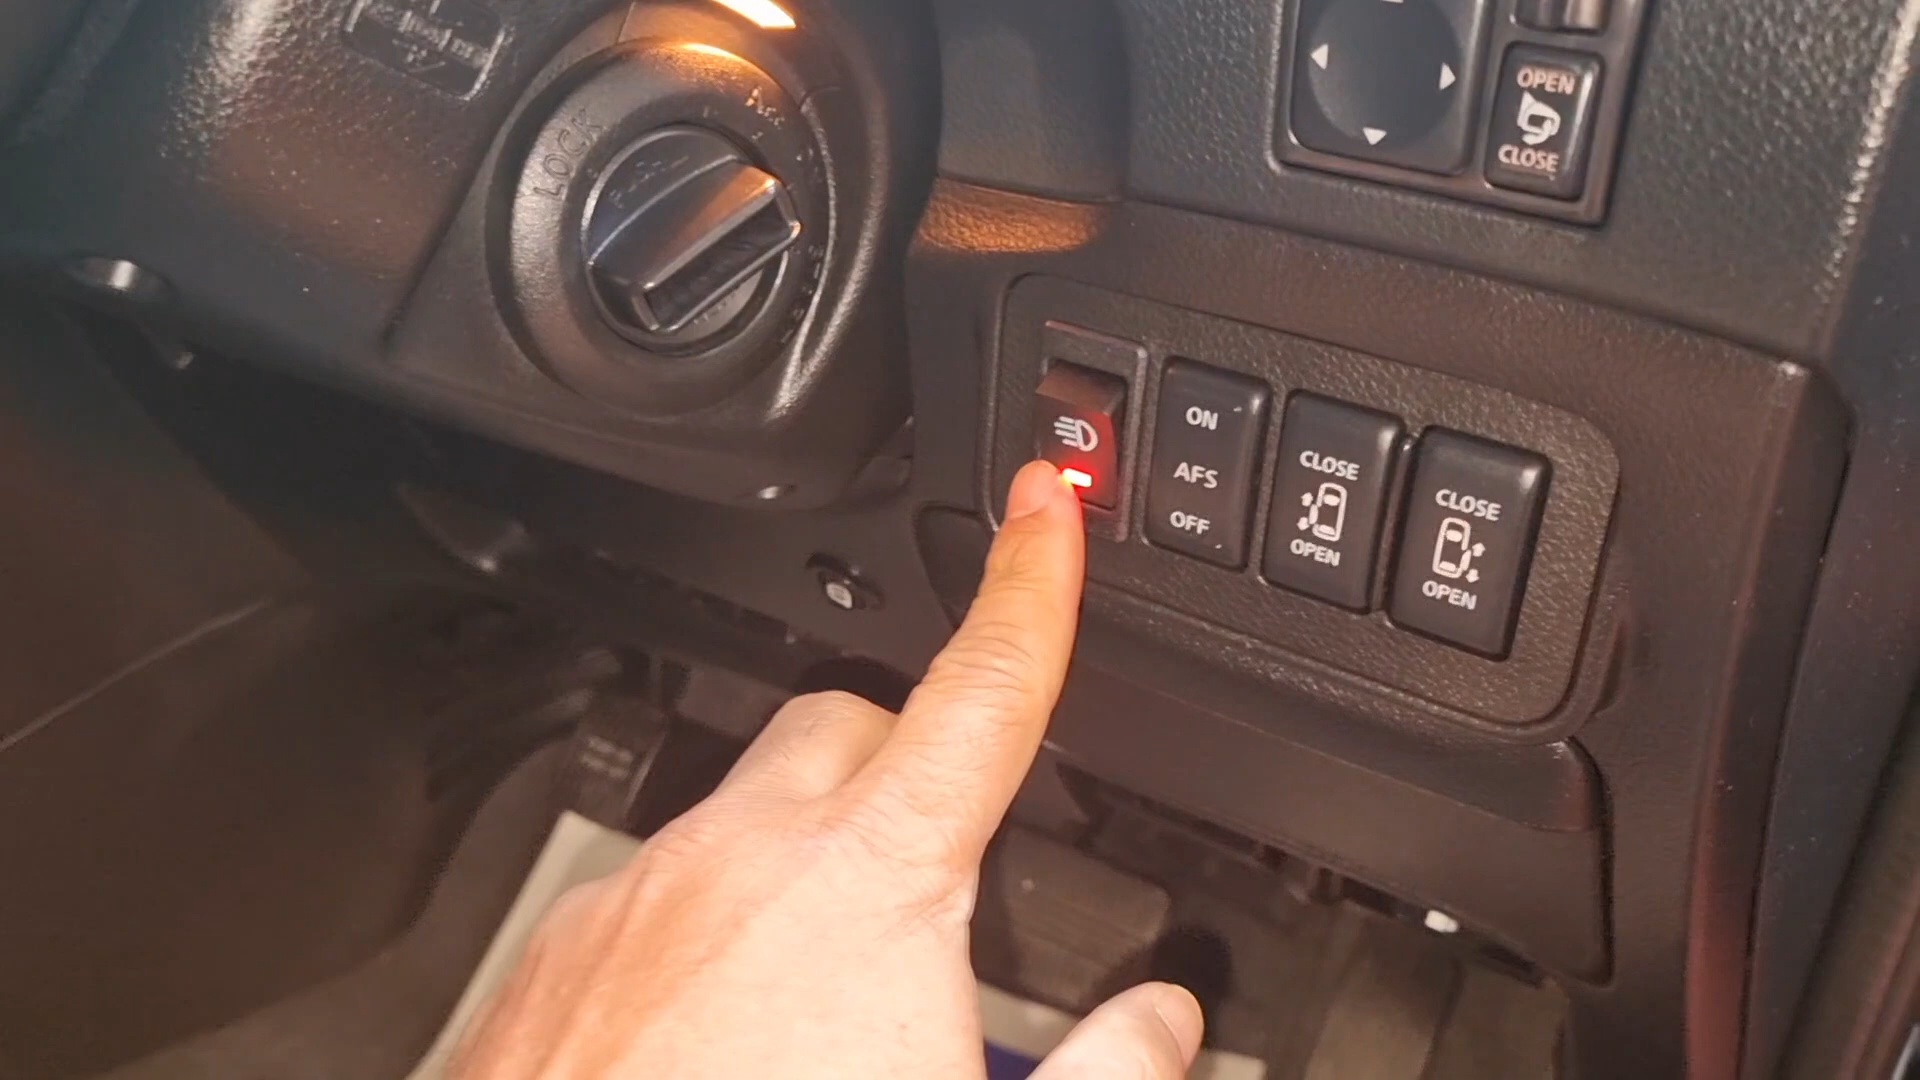 LOCK
Acc
OPEN
CLOSE
ON
AFS
OFF
CLOSE
OPEN
CLOSE
OPEN